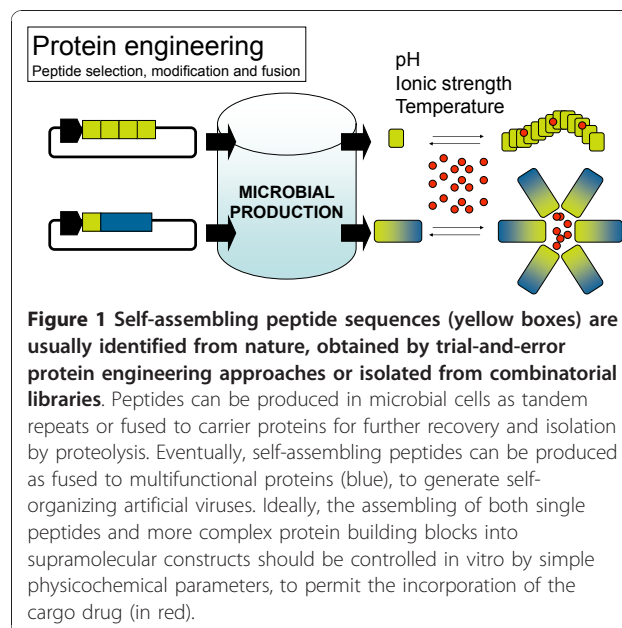 Protein engineering
Peptide selection, modification and fusion
pH
Ionic strength
Temperature
MICROBIAL
PRODUCTION
Figure 1 Self-assembling peptide sequences (yellow boxes) are
usually identified from nature, obtained by trial-and-error
protein engineering approaches or isolated from combinatorial
libraries. Peptides can be produced in microbial cells as tandem
repeats or fused to carrier proteins for further recovery and isolation
by proteolysis. Eventually, self-assembling peptides can be produced
as fused to multifunctional proteins (blue), to generate self-
organizing artificial viruses. Ideally, the assembling of both single
peptides and more complex protein building blocks into
supramolecular constructs should be controlled in vitro by simple
physicochemical parameters, to permit the incorporation of the
cargo drug (in red).